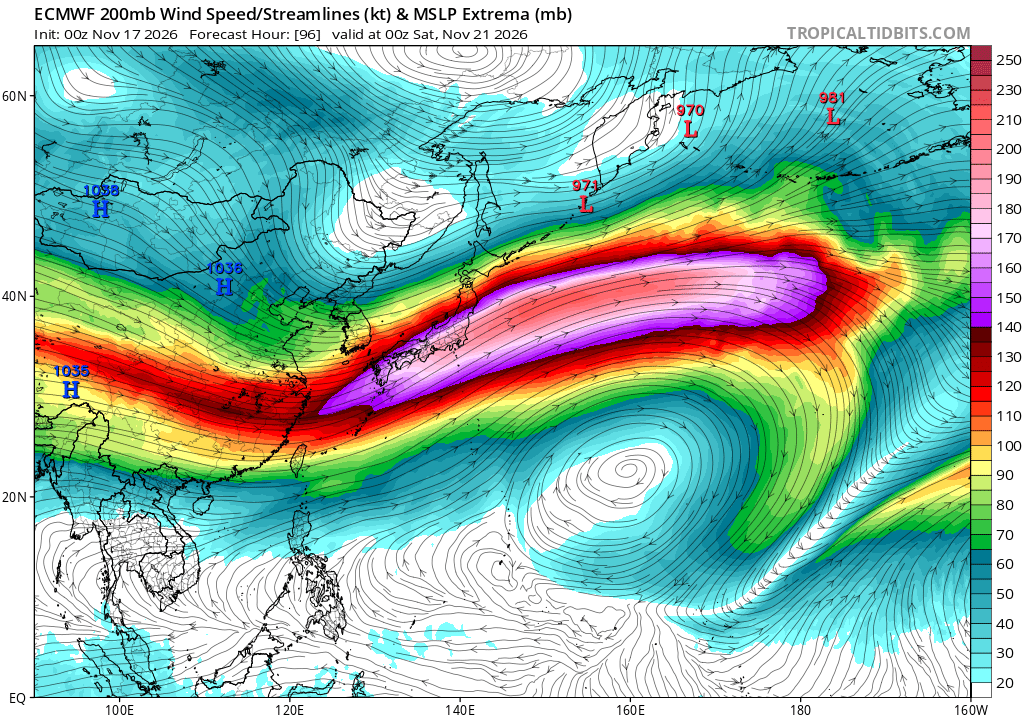 ECMWF 200mb Wind Speed/Streamlines (kt) & MSLP Extrema (mb)
Init: 00z Nov 17 2026 Forecast Hour: [96] valid at 00z Sat, Nov 21 2026
TROPICALTIDBITS.COM
60N
40N
20N
EQ
1038
H
1036
H
1035
H
971
L
970
L
981
L
100E
120E
140E
160E
180
160W
250
230
210
200
190
180
170
160
150
140
130
120
110
100
90
80
70
60
50
40
30
20